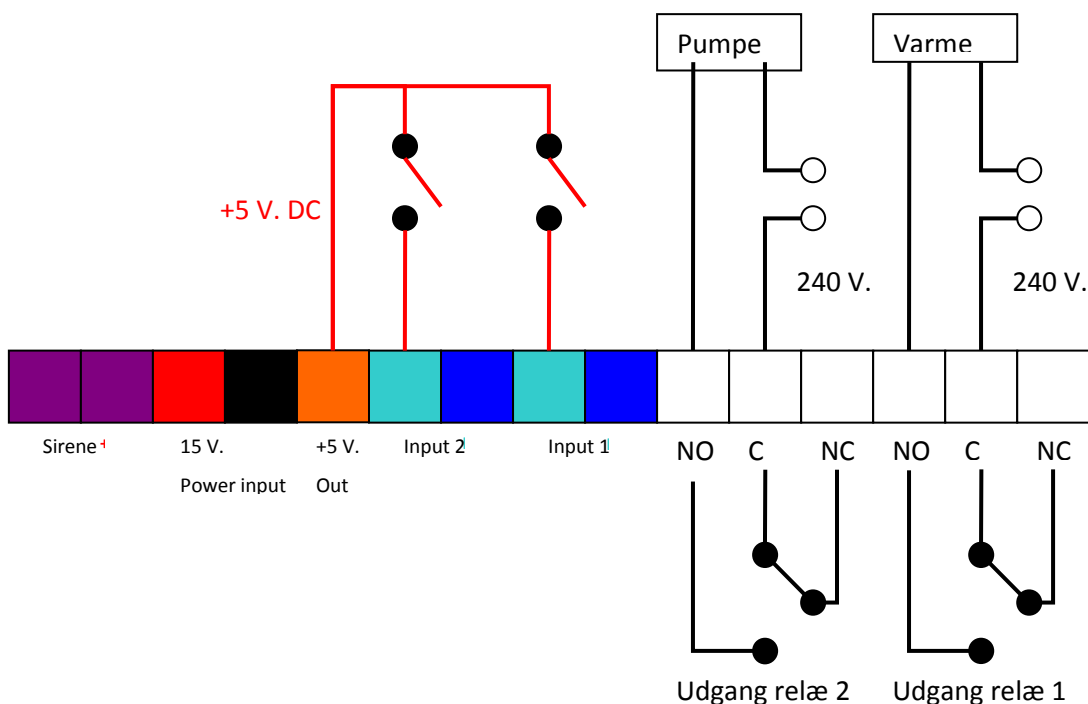 Pumpe Varme
+5 V. DC
240 V. 240 V.
Sirene + 15 V. +5 V. Input 2 Input 1 NO C NC NO C NC
Power input Out
Udgang relæ 2 Udgang relæ 1